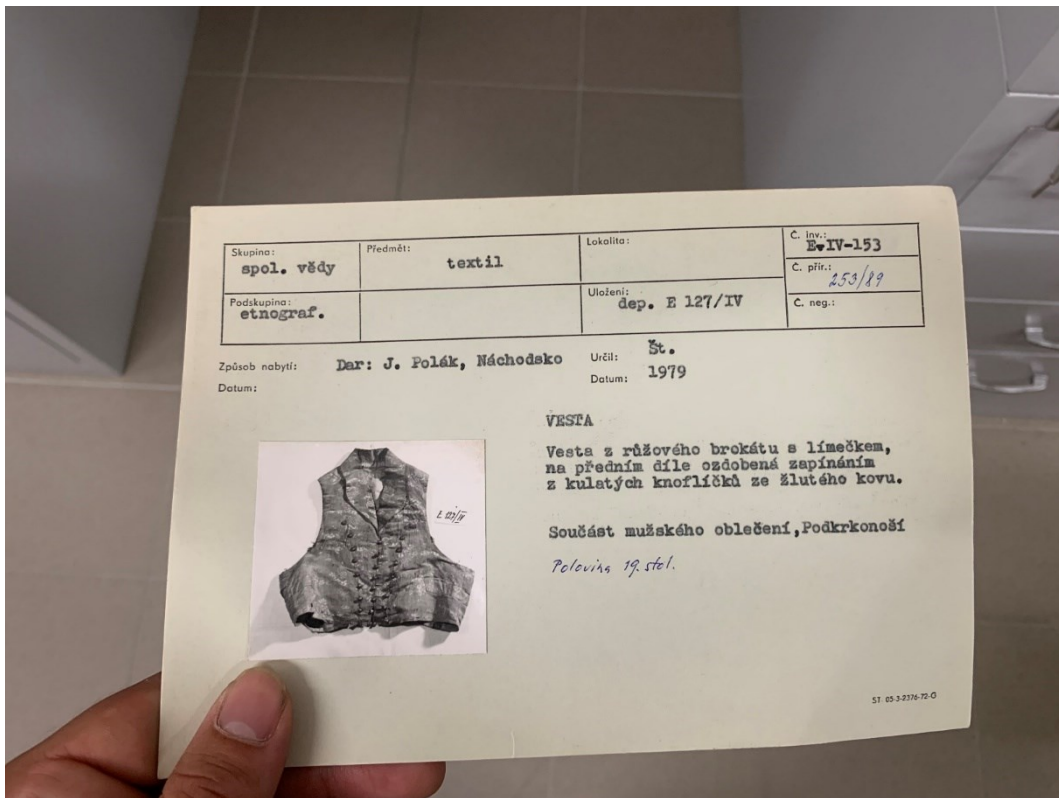 Skupina: Předmět: Lokalita: Č. inv.:
spol. vědy textil E.IV-153
Č. přír.:
253/89
Podskupina: Uložení: Č. neg.:
etnograf. dep. E 127/IV
Způsob nabytí: Dar: J. Polák, Náchodsko Určil: Št.
Datum: Datum: 1979
VESTA
Vesta z růžového brokátu s límečkem,
na předním díle ozdobená zapínáním
z kulatých knoflíčků ze žlutého kovu.
E 127/IV
Součást mužského oblečení,Podkrkonoší
Polovina 19. stol.
ST. 05-3-2376-72-O